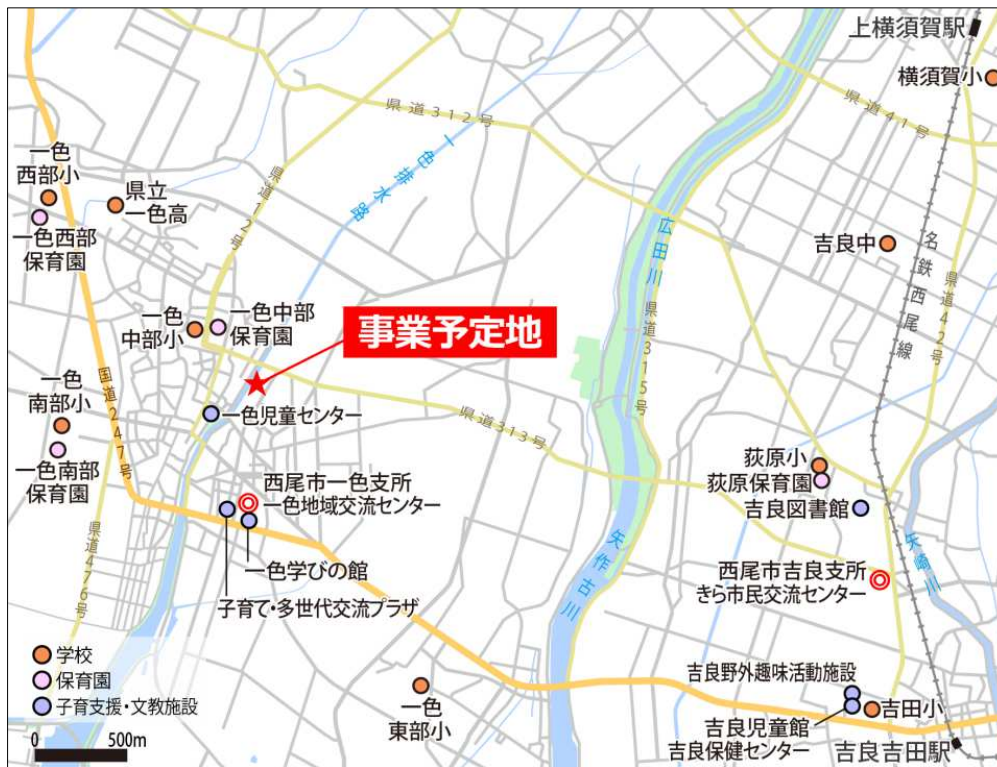 上横須賀駅
横須賀小
県道312号
県道41号
一色排水路
一色
西部小
県立
一色高
県道12号
一色西部
保育園
広田川
吉良中
名鉄西尾線
県道42号
一色
中部小
一色中部
保育園
事業予定地
県道315号
国道247号
一色
南部小
一色児童センター
県道313号
一色南部
保育園
荻原小
荻原保育園
吉良図書館
西尾市一色支所
一色地域交流センター
県道476号
一色学びの館
子育て・多世代交流プラザ
矢作古川
矢崎川
西尾市吉良支所
きら市民交流センター
学校
保育園
子育支援・文教施設
0 500m
一色
東部小
吉良野外趣味活動施設
吉田小
吉良児童館
吉良保健センター
吉良吉田駅